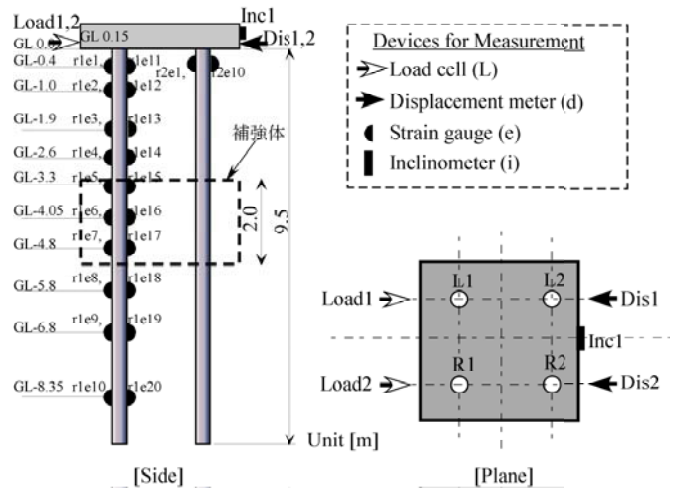 Load1,2
Inc1
GL 0.15
GL 0.0
Dis1,2
GL-0.4 r1e1, r1e11
r2e1, r2e10
GL-1.0 r1e2, r1e12
GL-1.9 r1e3, r1e13
補強体
GL-2.6 r1e4, r1e14
GL-3.3 r1e5, r1e15
GL-4.05 r1e6, r1e16
GL-4.8 r1e7, r1e17
2.0
9.5
GL-5.8 r1e8, r1e18
GL-6.8 r1e9, r1e19
GL-8.35 r1e10 r1e20
Unit [m]
[Side]
Devices for Measurement
Load cell (L)
Displacement meter (d)
Strain gauge (e)
Inclinometer (i)
L1
L2
Load1
Dis1
Inc1
R1
R2
Load2
Dis2
[Plane]